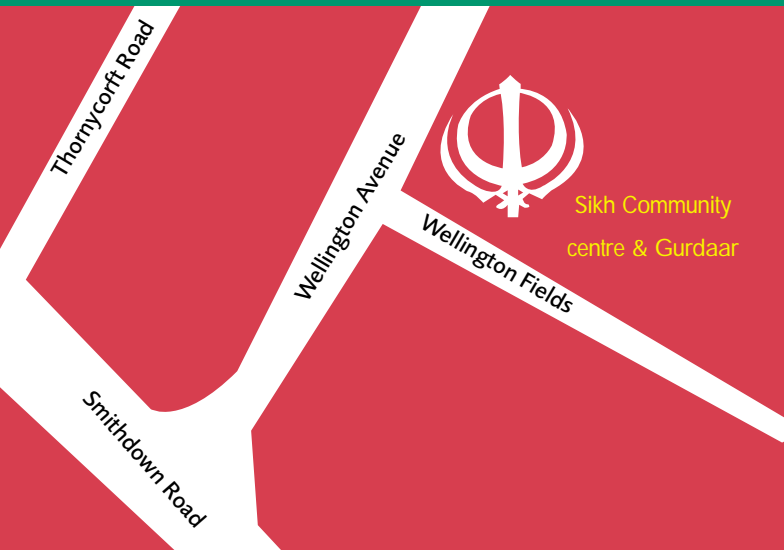 Thornycorft Road
Wellington Avenue
Sikh Community
centre & Gurdaar
Wellington Fields
Smithdown Road